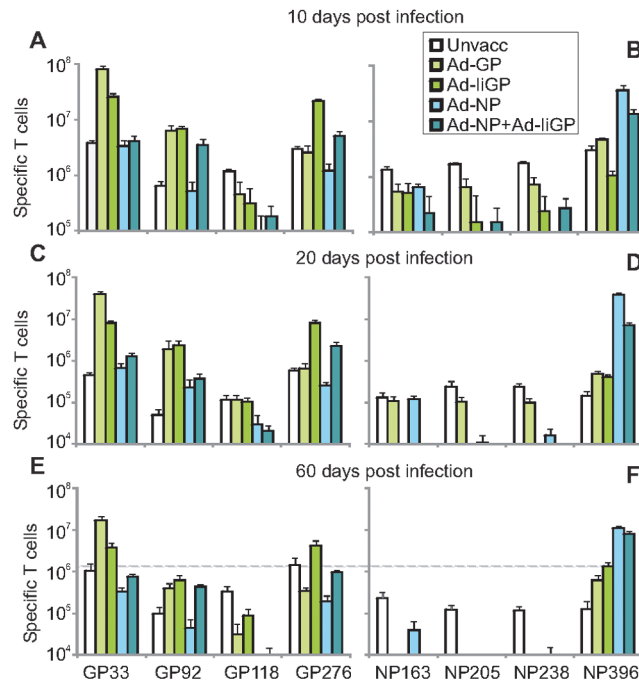 10 days post infection
A
B
Unvacc
Ad-GP
Ad-IiGP
Ad-NP
Ad-NP+Ad-IiGP
Specific T cells
10⁸
10⁷
10⁶
10⁵
20 days post infection
C
D
Specific T cells
10⁸
10⁷
10⁶
10⁵
10⁴
60 days post infection
E
F
Specific T cells
10⁸
10⁷
10⁶
10⁵
10⁴
GP33 GP92 GP118 GP276 NP163 NP205 NP238 NP396